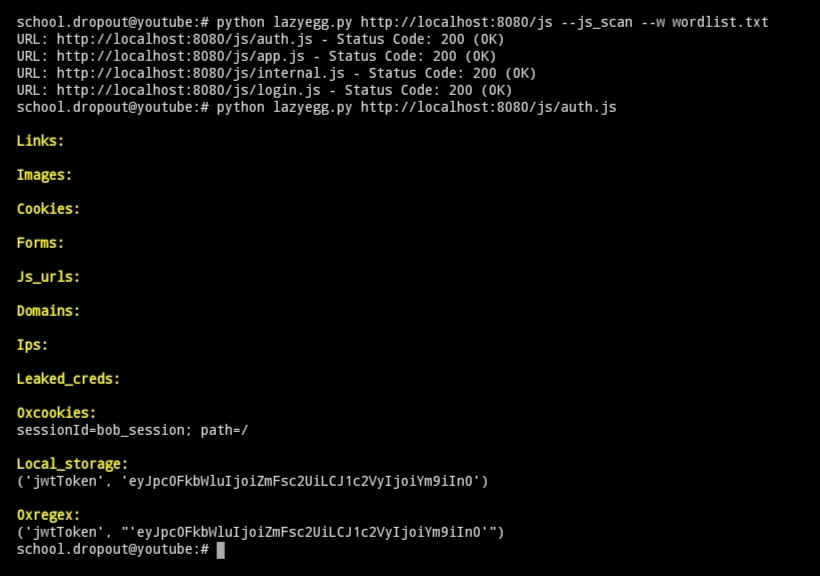 school.dropout@youtube:# python lazyegg.py http://localhost:8080/js --js_scan --w wordlist.txt
URL: http://localhost:8080/js/auth.js - Status Code: 200 (OK)
URL: http://localhost:8080/js/app.js - Status Code: 200 (OK)
URL: http://localhost:8080/js/internal.js - Status Code: 200 (OK)
URL: http://localhost:8080/js/login.js - Status Code: 200 (OK)
school.dropout@youtube:# python lazyegg.py http://localhost:8080/js/auth.js
Links:
Images:
Cookies:
Forms:
Js_urls:
Domains:
Ips:
Leaked_creds:
0xcookies:
sessionId=bob_session; path=/
Local_storage:
('jwtToken', 'eyJpc0FkbWluIjoiZmFsc2UiLCJ1c2VyIjoiYm9iIn0')
0xregex:
('jwtToken', "'eyJpc0FkbWluIjoiZmFsc2UiLCJ1c2VyIjoiYm9iIn0'")
school.dropout@youtube:#